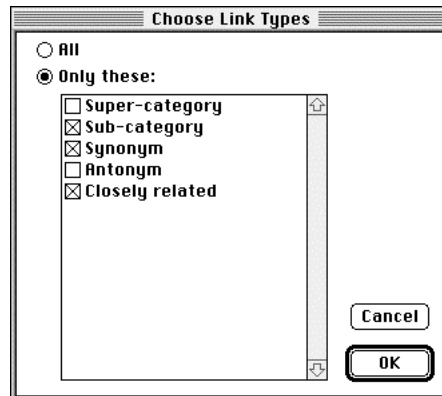 Choose Link Types
All
Only these:
Super-category
Sub-category
Synonym
Antonym
Closely related
Cancel
OK